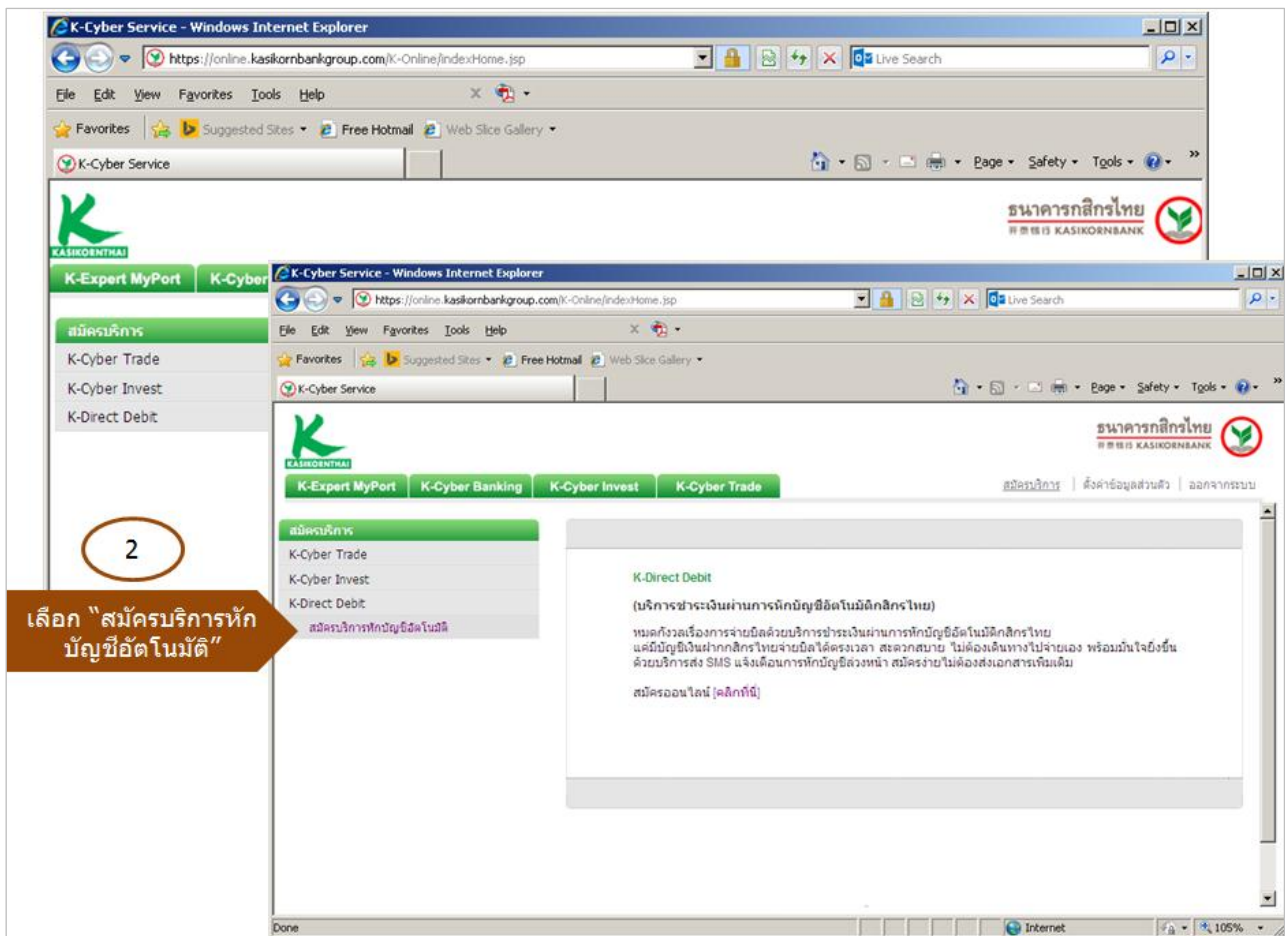 K-Cyber Service - Windows Internet Explorer
https://online.kasikornbankgroup.com/K-Online/indexHome.jsp
Live Search
File Edit View Favorites Tools Help
Favorites Suggested Sites Free Hotmail Web Slice Gallery
K-Cyber Service
Page Safety Tools »
ธนาคารกสิกรไทย
KASIKORNBANK
KASIKORNTHAI
K-Expert MyPort K-Cyber
สมัครบริการ
K-Cyber Trade
K-Cyber Invest
K-Direct Debit
2
เลือก “สมัครบริการหัก
บัญชีอัตโนมัติ”
K-Cyber Service - Windows Internet Explorer
https://online.kasikornbankgroup.com/K-Online/indexHome.jsp
Live Search
File Edit View Favorites Tools Help
Favorites Suggested Sites Free Hotmail Web Slice Gallery
K-Cyber Service
Page Safety Tools »
ธนาคารกสิกรไทย
KASIKORNBANK
KASIKORNTHAI
K-Expert MyPort K-Cyber Banking K-Cyber Invest K-Cyber Trade
สมัครบริการ | ตั้งค่าข้อมูลส่วนตัว | ออกจากระบบ
สมัครบริการ
K-Cyber Trade
K-Cyber Invest
K-Direct Debit
สมัครบริการหักบัญชีอัตโนมัติ
K-Direct Debit
(บริการชำระเงินผ่านการหักบัญชีอัตโนมัติกสิกรไทย)
หมดกังวลเรื่องการจ่ายบิลด้วยบริการชำระเงินผ่านการหักบัญชีอัตโนมัติกสิกรไทย
แค่มีบัญชีเงินฝากกสิกรไทยจ่ายบิลได้ตรงเวลา สะดวกสบาย ไม่ต้องเดินทางไปจ่ายเอง พร้อมมั่นใจยิ่งขึ้น
ด้วยบริการส่ง SMS แจ้งเตือนการหักบัญชีล่วงหน้า สมัครง่ายไม่ต้องส่งเอกสารเพิ่มเติม
สมัครออนไลน์ [คลิกที่นี่]
Done
Internet
105%